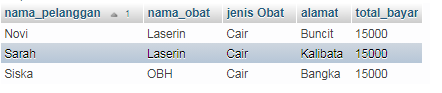 nama_pelanggan 1 nama_obat jenis Obat alamat total_bayar
Novi Laserin Cair Buncit 15000
Sarah Laserin Cair Kalibata 15000
Siska OBH Cair Bangka 15000